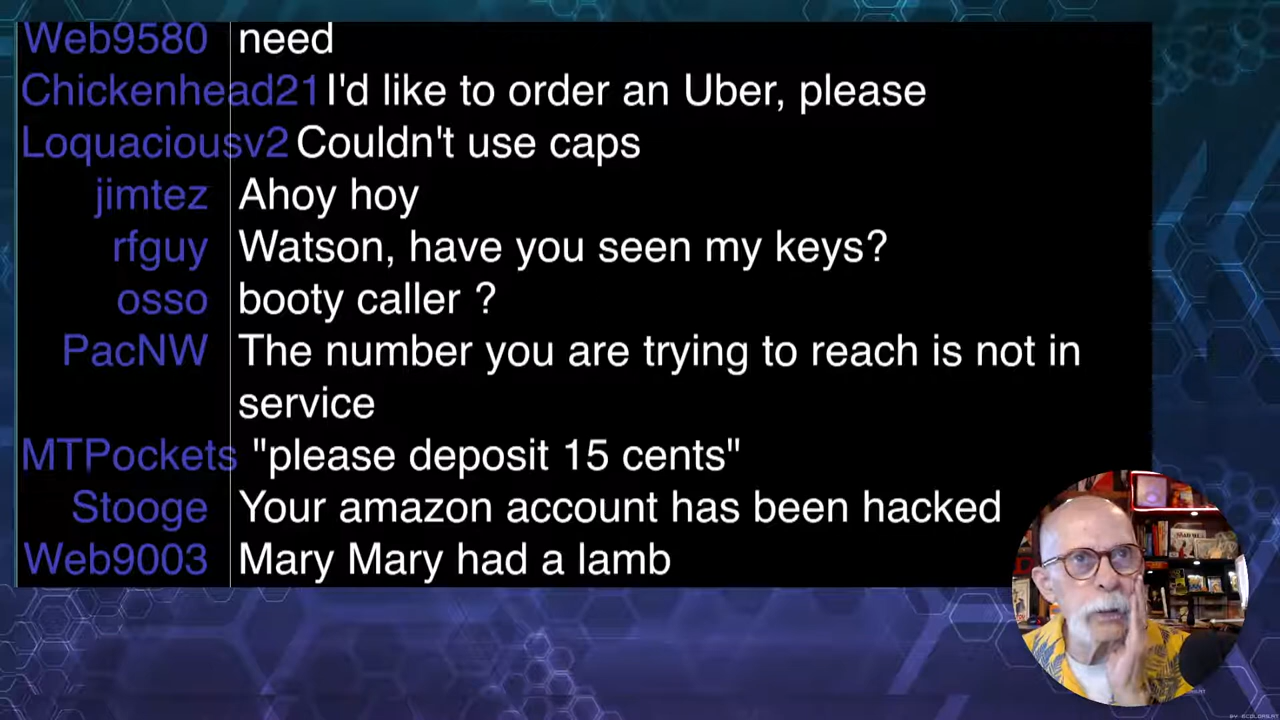 Web9580 need
Chickenhead21 I'd like to order an Uber, please
Loquaciousv2 Couldn't use caps
jimtez Ahoy hoy
rfguy Watson, have you seen my keys?
osso booty caller ?
PacNW The number you are trying to reach is not in
service
MTPockets "please deposit 15 cents"
Stooge Your amazon account has been hacked
Web9003 Mary Mary had a lamb